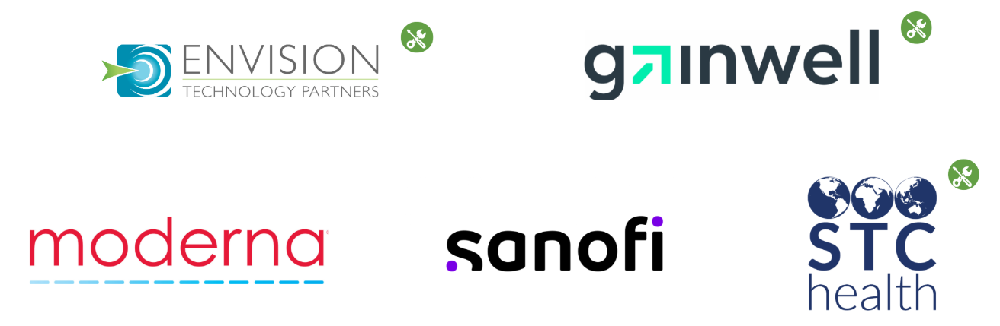 ENVISION
TECHNOLOGY PARTNERS
gainwell
moderna
sanofi
STC
health